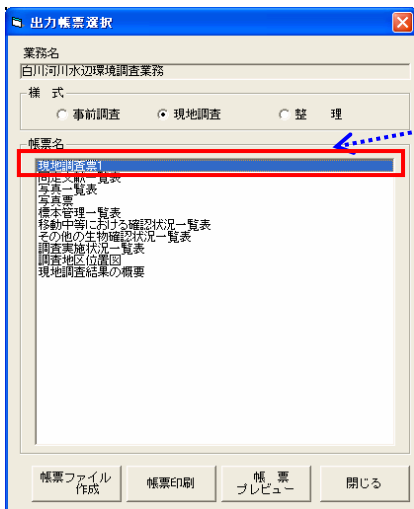 出力帳票選択
業務名
白川河川水辺環境調査業務
様 式
事前調査 現地調査 整 理
帳票名
現地調査票1
同定文献一覧表
写真一覧表
写真票
標本管理一覧表
移動中等における確認状況一覧表
その他の生物確認状況一覧表
調査実施状況一覧表
調査地区位置図
現地調査結果の概要
帳票ファイル
作成
帳票印刷
帳 票
プレビュー
閉じる